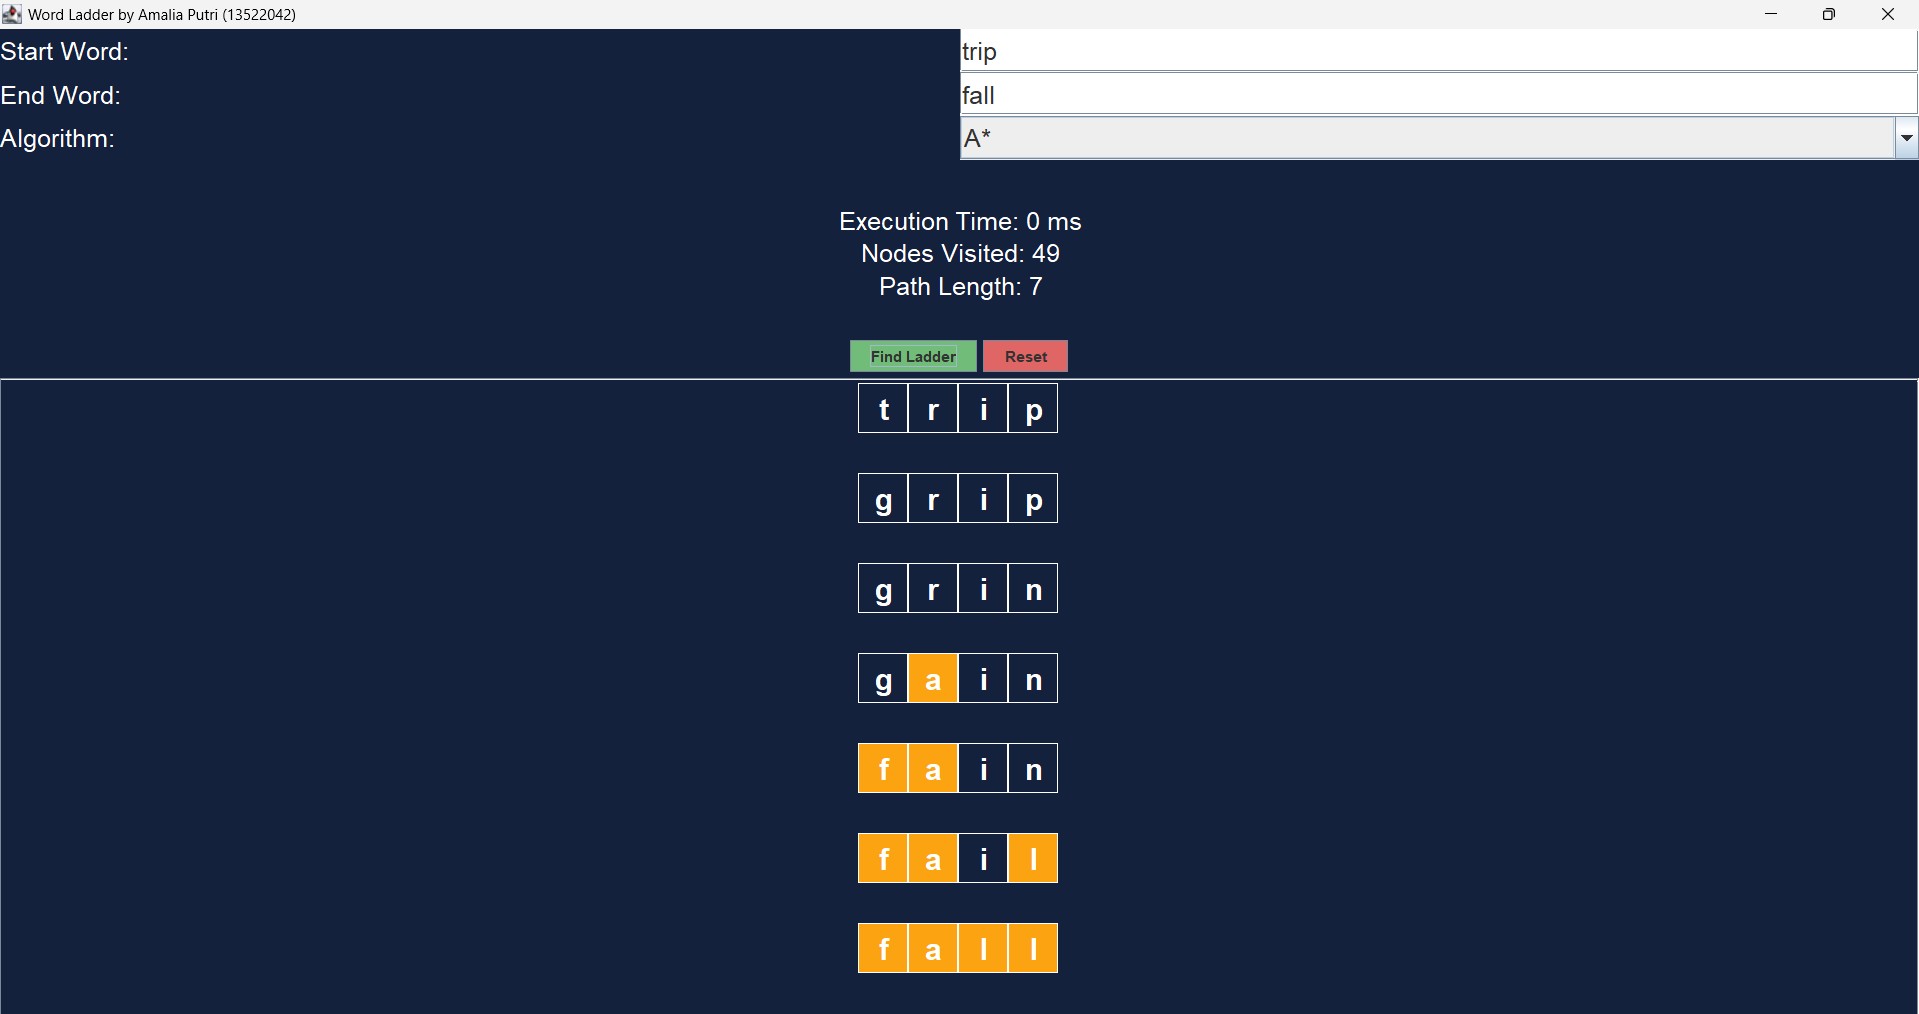 Word Ladder by Amalia Putri (13522042)
Start Word: trip
End Word: fall
Algorithm: A*
Execution Time: 0 ms
Nodes Visited: 49
Path Length: 7
Find Ladder Reset
t r i p
g r i p
g r i n
g a i n
f a i n
f a i l
f a l l